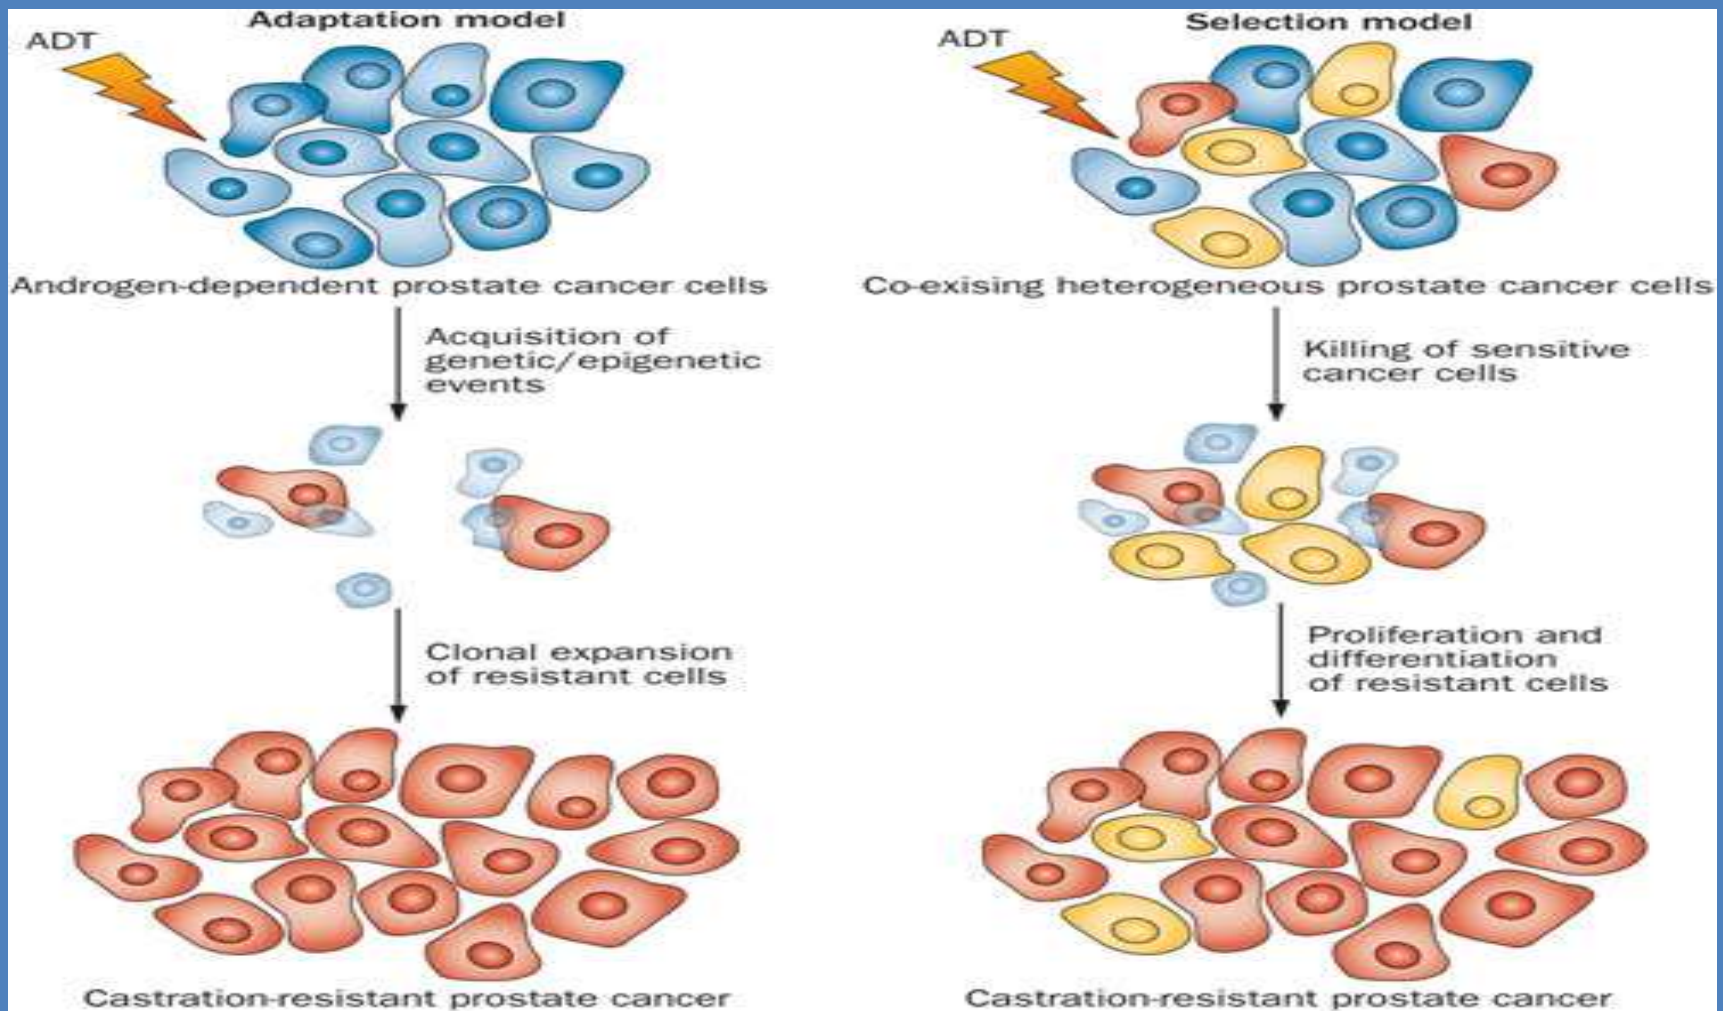 Adaptation model
ADT
Androgen-dependent prostate cancer cells
Acquisition of
genetic/epigenetic
events
Clonal expansion
of resistant cells
Castration-resistant prostate cancer
Selection model
ADT
Co-exising heterogeneous prostate cancer cells
Killing of sensitive
cancer cells
Proliferation and
differentiation
of resistant cells
Castration-resistant prostate cancer